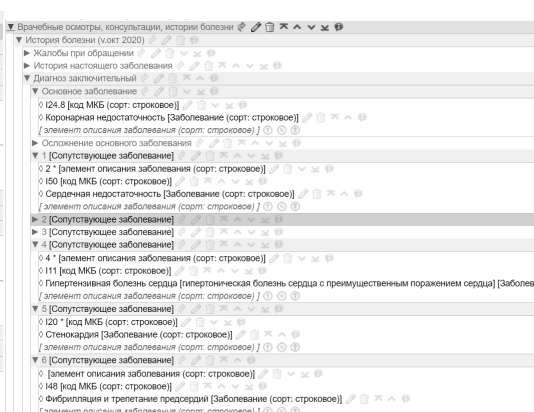 ▼ Врачебные осмотры, консультации, истории болезни
▼ История болезни (v.окт 2020)
► Жалобы при обращении
► История настоящего заболевания
▼ Диагноз заключительный
▼ Основное заболевание
◊ I24.8 [код МКБ (сорт: строковое)]
◊ Коронарная недостаточность [Заболевание (сорт: строковое)]
[ элемент описания заболевания (сорт: строковое) ]
► Осложнение основного заболевания
▼ 1 [Сопутствующее заболевание]
◊ 2 * [элемент описания заболевания (сорт: строковое)]
◊ I50 [код МКБ (сорт: строковое)]
◊ Сердечная недостаточность [Заболевание (сорт: строковое)]
[ элемент описания заболевания (сорт: строковое) ]
► 2 [Сопутствующее заболевание]
► 3 [Сопутствующее заболевание]
▼ 4 [Сопутствующее заболевание]
◊ 4 * [элемент описания заболевания (сорт: строковое)]
◊ I11 [код МКБ (сорт: строковое)]
◊ Гипертензивная болезнь сердца [гипертоническая болезнь сердца с преимущественным поражением сердца] [Заболев
[ элемент описания заболевания (сорт: строковое) ]
▼ 5 [Сопутствующее заболевание]
◊ I20 * [код МКБ (сорт: строковое)]
◊ Стенокардия [Заболевание (сорт: строковое)]
[ элемент описания заболевания (сорт: строковое) ]
▼ 6 [Сопутствующее заболевание]
◊ [элемент описания заболевания (сорт: строковое)]
◊ I48 [код МКБ (сорт: строковое)]
◊ Фибрилляция и трепетание предсердий [Заболевание (сорт: строковое)]
[ элемент описания заболевания (сорт: строковое) ]